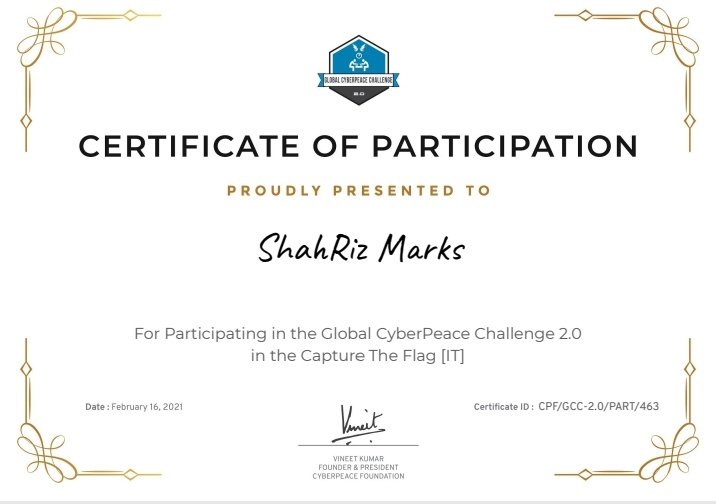 GLOBAL CYBERPEACE CHALLENGE
2.0
CERTIFICATE OF PARTICIPATION
PROUDLY PRESENTED TO
ShahRiz Marks
For Participating in the Global CyberPeace Challenge 2.0
in the Capture The Flag [IT]
Date : February 16, 2021
Certificate ID : CPF/GCC-2.0/PART/463
Vineet
VINEET KUMAR
FOUNDER & PRESIDENT
CYBERPEACE FOUNDATION